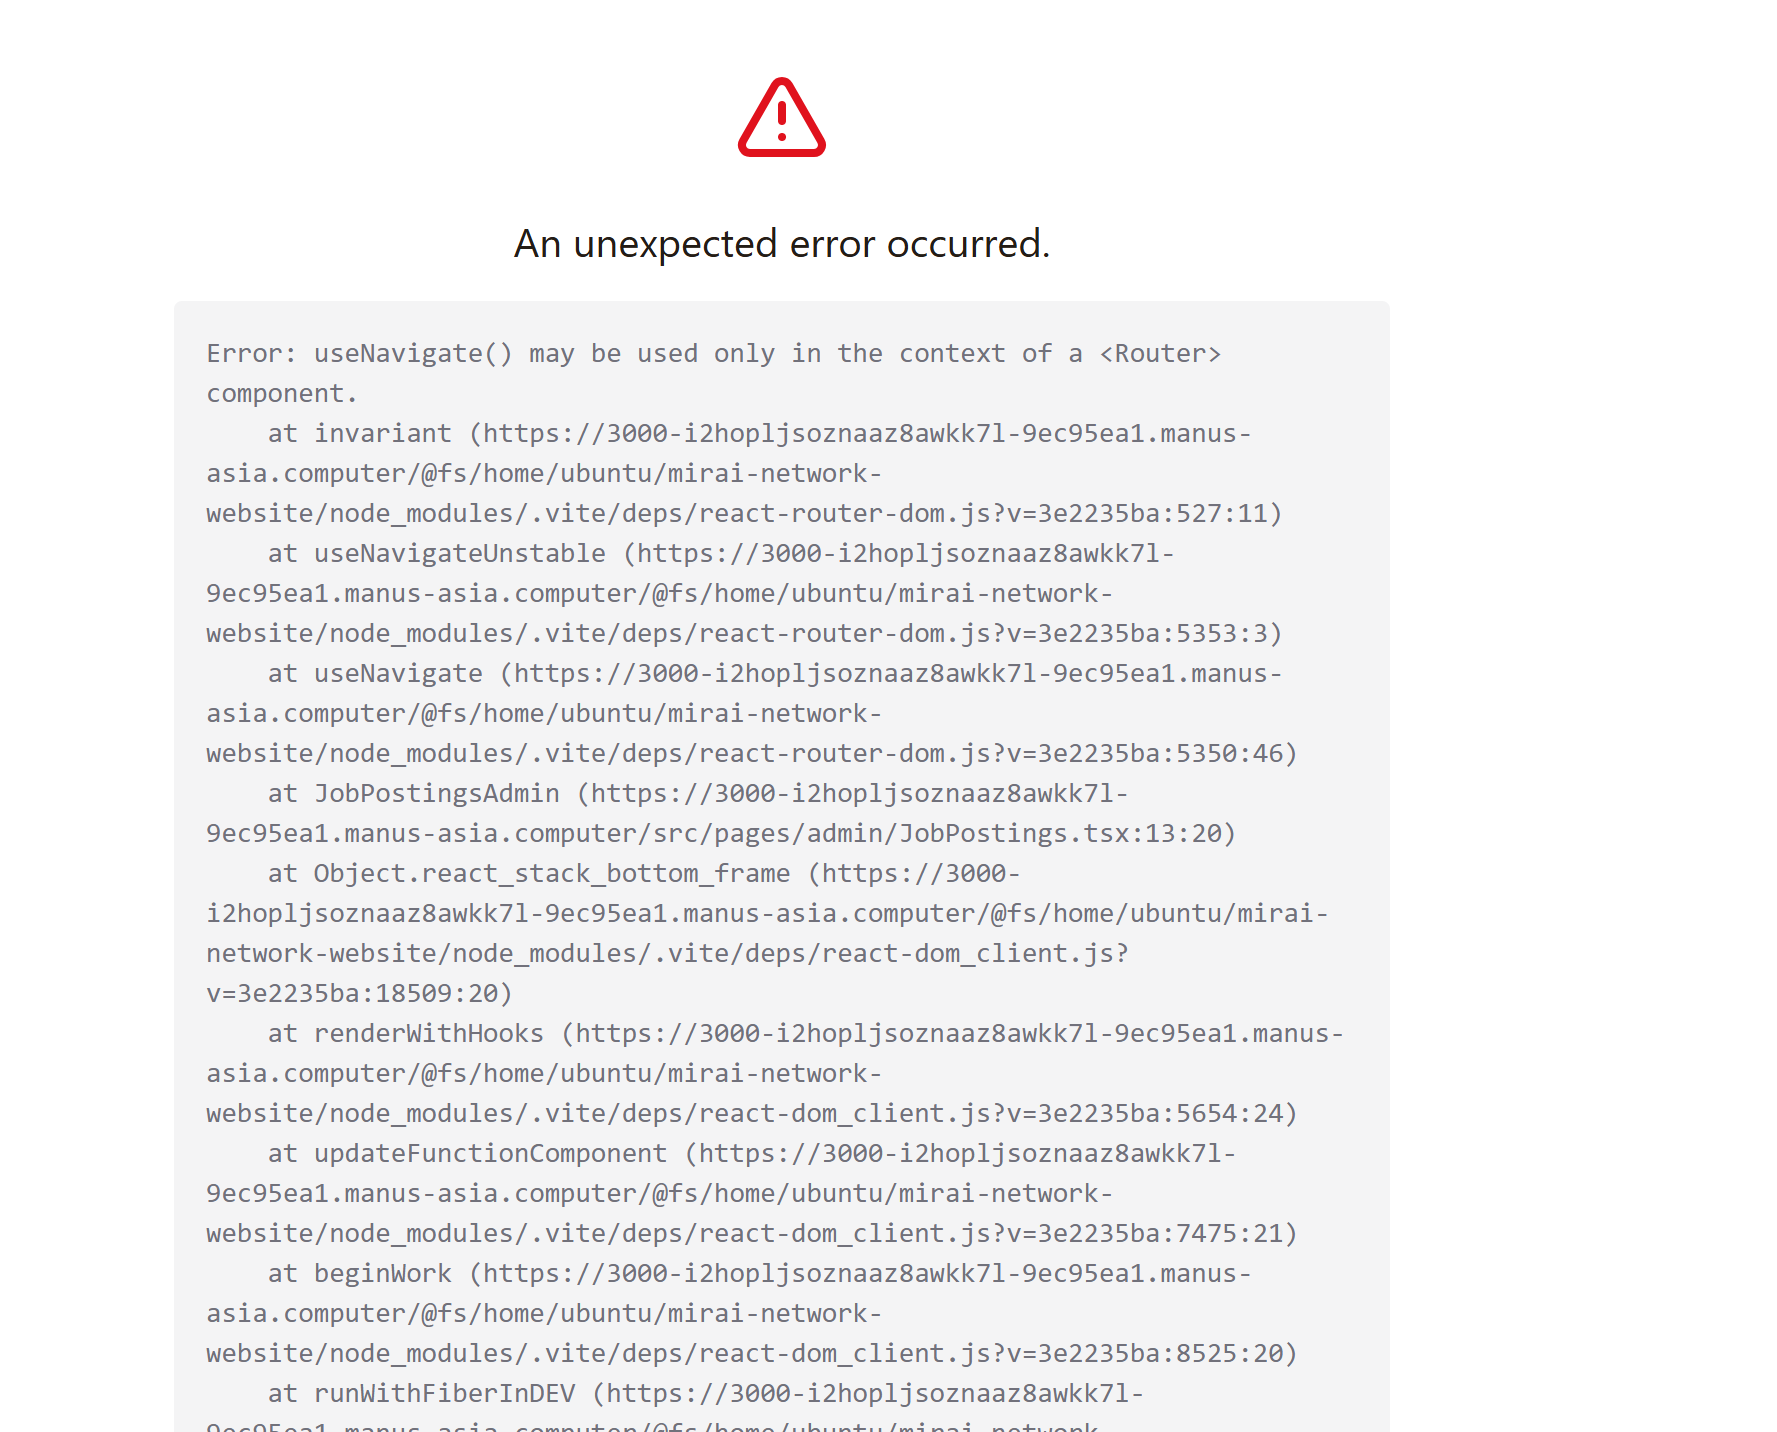 An unexpected error occurred.
Error: useNavigate() may be used only in the context of a <Router>
component.
    at invariant (https://3000-i2hopljsoznaaz8awkk7l-9ec95ea1.manus-
asia.computer/@fs/home/ubuntu/mirai-network-
website/node_modules/.vite/deps/react-router-dom.js?v=3e2235ba:527:11)
    at useNavigateUnstable (https://3000-i2hopljsoznaaz8awkk7l-
9ec95ea1.manus-asia.computer/@fs/home/ubuntu/mirai-network-
website/node_modules/.vite/deps/react-router-dom.js?v=3e2235ba:5353:3)
    at useNavigate (https://3000-i2hopljsoznaaz8awkk7l-9ec95ea1.manus-
asia.computer/@fs/home/ubuntu/mirai-network-
website/node_modules/.vite/deps/react-router-dom.js?v=3e2235ba:5350:46)
    at JobPostingsAdmin (https://3000-i2hopljsoznaaz8awkk7l-
9ec95ea1.manus-asia.computer/src/pages/admin/JobPostings.tsx:13:20)
    at Object.react_stack_bottom_frame (https://3000-
i2hopljsoznaaz8awkk7l-9ec95ea1.manus-asia.computer/@fs/home/ubuntu/mirai-
network-website/node_modules/.vite/deps/react-dom_client.js?
v=3e2235ba:18509:20)
    at renderWithHooks (https://3000-i2hopljsoznaaz8awkk7l-9ec95ea1.manus-
asia.computer/@fs/home/ubuntu/mirai-network-
website/node_modules/.vite/deps/react-dom_client.js?v=3e2235ba:5654:24)
    at updateFunctionComponent (https://3000-i2hopljsoznaaz8awkk7l-
9ec95ea1.manus-asia.computer/@fs/home/ubuntu/mirai-network-
website/node_modules/.vite/deps/react-dom_client.js?v=3e2235ba:7475:21)
    at beginWork (https://3000-i2hopljsoznaaz8awkk7l-9ec95ea1.manus-
asia.computer/@fs/home/ubuntu/mirai-network-
website/node_modules/.vite/deps/react-dom_client.js?v=3e2235ba:8525:20)
    at runWithFiberInDEV (https://3000-i2hopljsoznaaz8awkk7l-
9ec95ea1.manus-asia.computer/@fs/home/ubuntu/mirai-network-